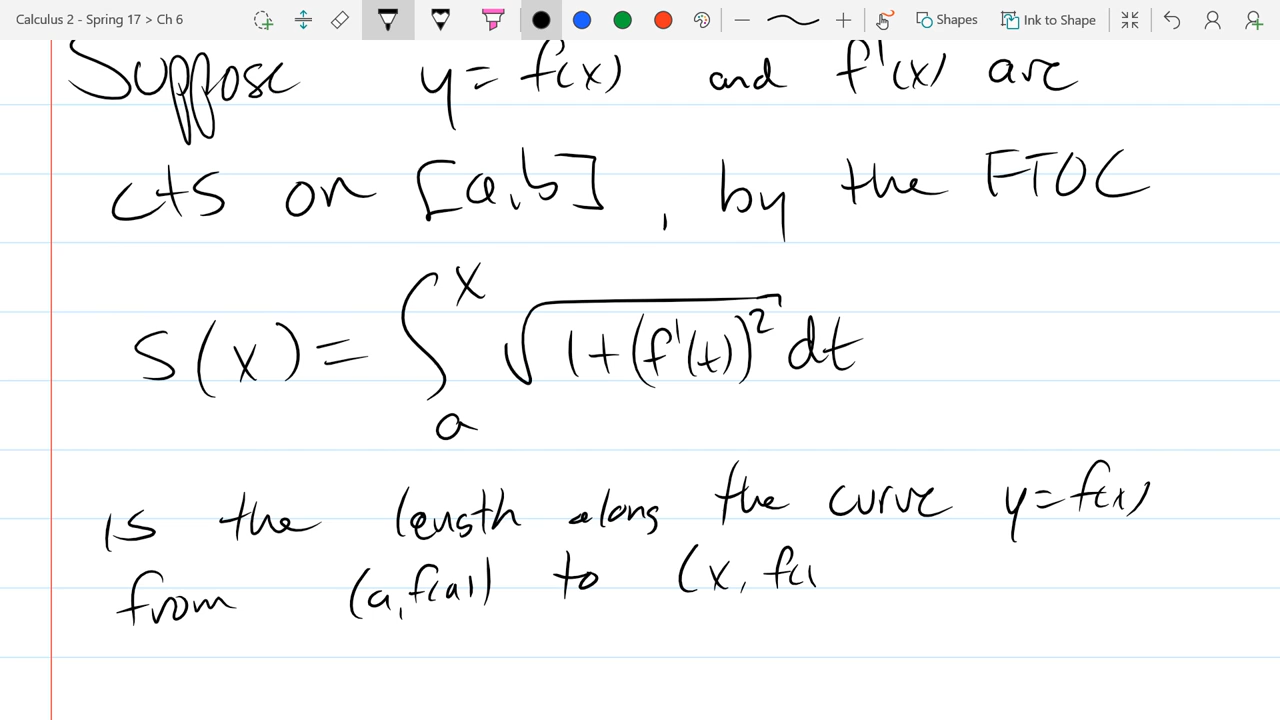 Calculus 2 - Spring 17 > Ch 6 Shapes Ink to Shape
Suppose y = f(x) and f'(x) are
cts on [a,b], by the FTOC
S(x) = ∫_a^x √(1+(f'(t))²) dt
is the length along the curve y=f(x)
from (a, f(a)) to (x, f(